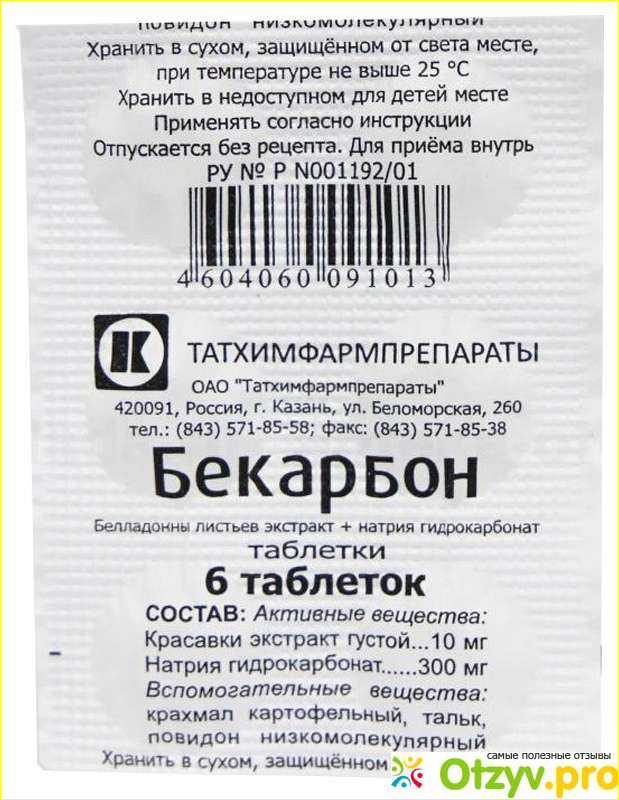 повидон низкомолекулярный
Хранить в сухом, защищённом от света месте,
при температуре не выше 25 °C
Хранить в недоступном для детей месте
Применять согласно инструкции
Отпускается без рецепта. Для приёма внутрь
РУ № Р N001192/01
4 604060 091013
ТАТХИМФАРМПРЕПАРАТЫ
ОАО "Татхимфармпрепараты"
420091, Россия, г. Казань, ул. Беломорская, 260
тел.: (843) 571-85-58; факс: (843) 571-85-38
Бекарбон
Белладонны листьев экстракт + натрия гидрокарбонат
таблетки
6 таблеток
СОСТАВ: Активные вещества:
Красавки экстракт густой...10 мг
Натрия гидрокарбонат......300 мг
Вспомогательные вещества:
крахмал картофельный, тальк,
повидон низкомолекулярный
Хранить в сухом, защищённом
самые полезные отзывы
Otzyv.pro